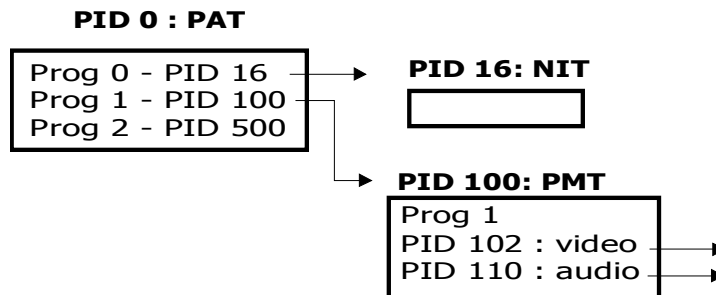 PID 0 : PAT
Prog 0 - PID 16
Prog 1 - PID 100
Prog 2 - PID 500
PID 16: NIT
PID 100: PMT
Prog 1
PID 102 : video
PID 110 : audio